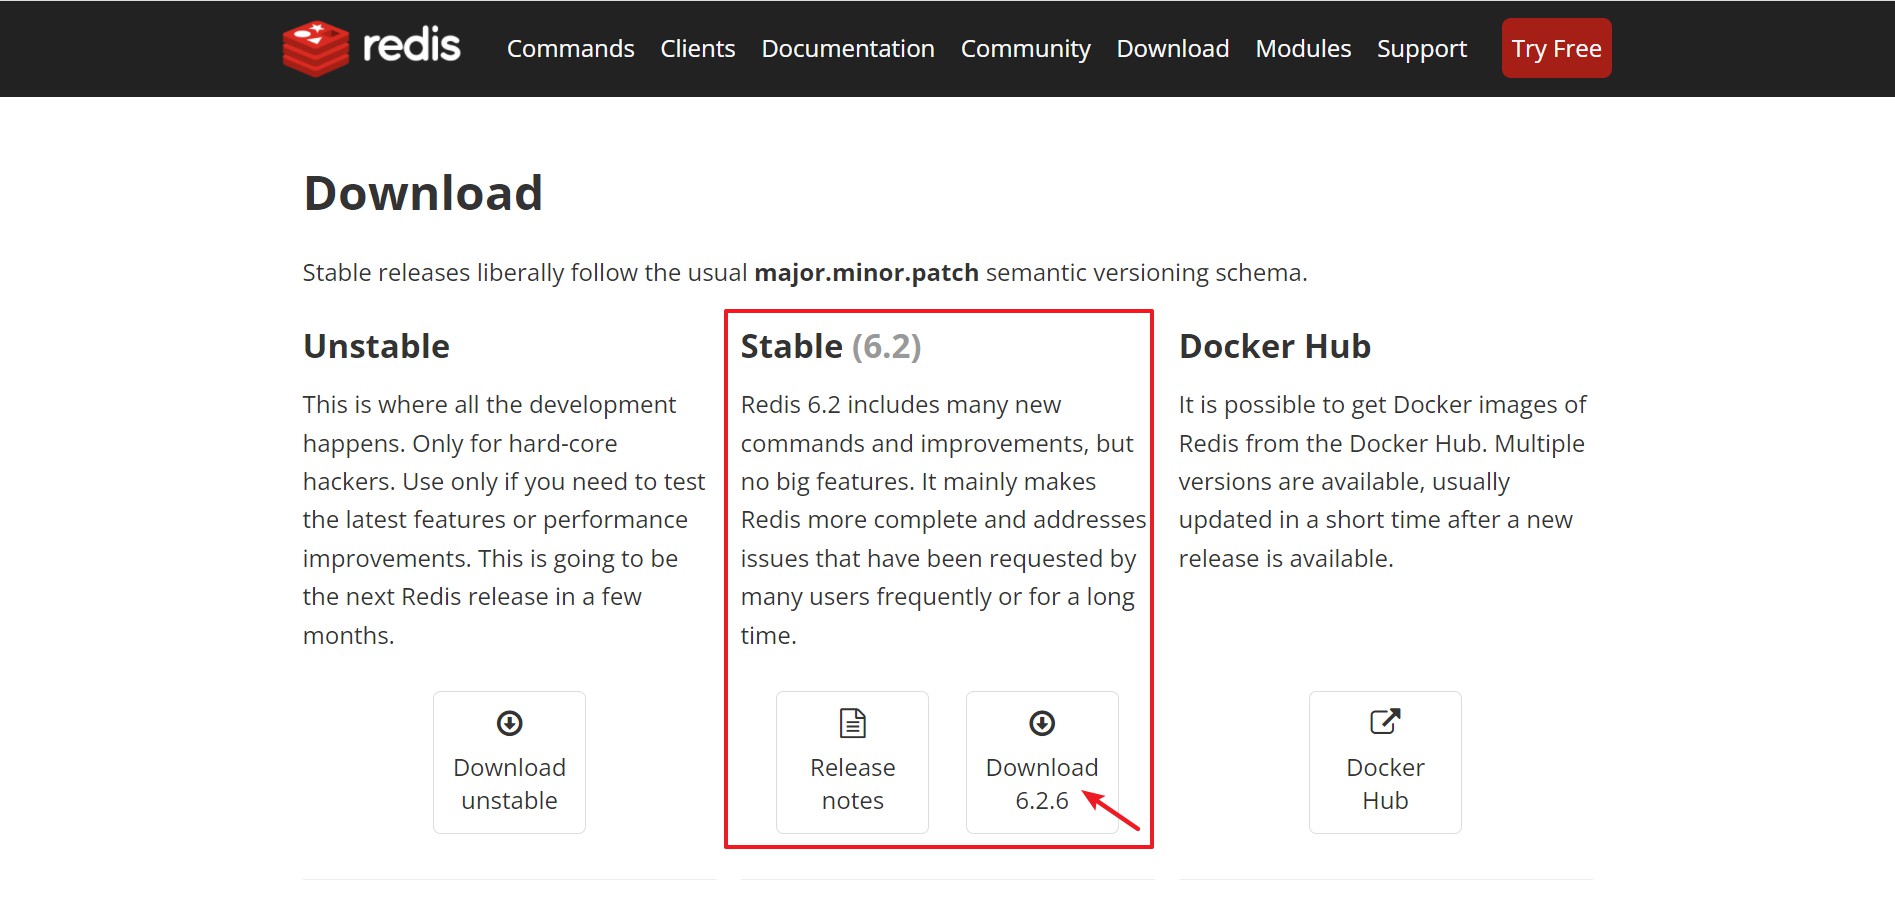 redis
Commands Clients Documentation Community Download Modules Support Try Free
Download
Stable releases liberally follow the usual major.minor.patch semantic versioning schema.
Unstable
This is where all the development
happens. Only for hard-core
hackers. Use only if you need to test
the latest features or performance
improvements. This is going to be
the next Redis release in a few
months.
Download
unstable
Stable (6.2)
Redis 6.2 includes many new
commands and improvements, but
no big features. It mainly makes
Redis more complete and addresses
issues that have been requested by
many users frequently or for a long
time.
Release
notes
Download
6.2.6
Docker Hub
It is possible to get Docker images of
Redis from the Docker Hub. Multiple
versions are available, usually
updated in a short time after a new
release is available.
Docker
Hub